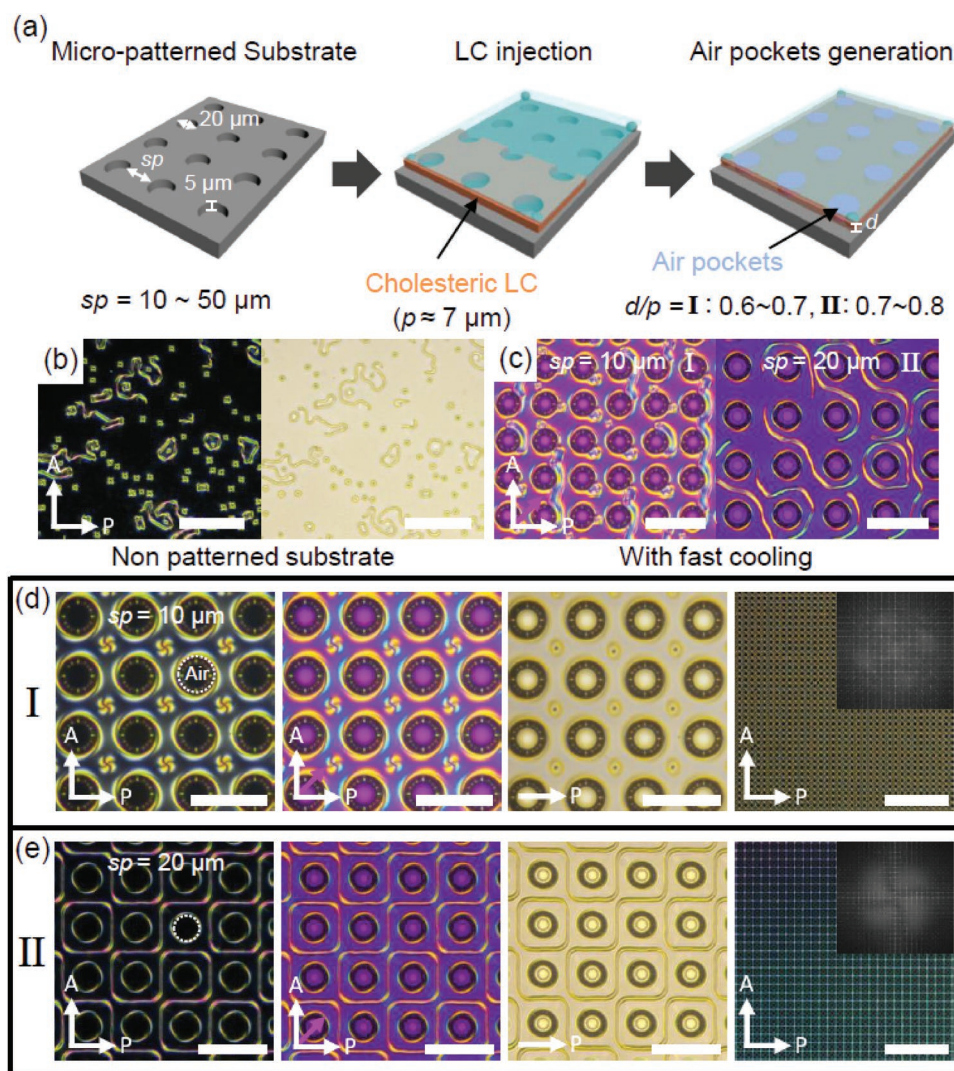 (a)
Micro-patterned Substrate
LC injection
Air pockets generation
20 μm
sp
5 μm
d
Cholesteric LC
(p ≈ 7 μm)
Air pockets
sp = 10 ~ 50 μm
d/p = I : 0.6~0.7, II: 0.7~0.8
(b)
A
P
Non patterned substrate
(c)
sp = 10 μm I
sp = 20 μm II
A
P
With fast cooling
(d)
I
sp = 10 μm
Air
A
P
A
P
P
A
P
(e)
II
sp = 20 μm
A
P
A
P
P
A
P